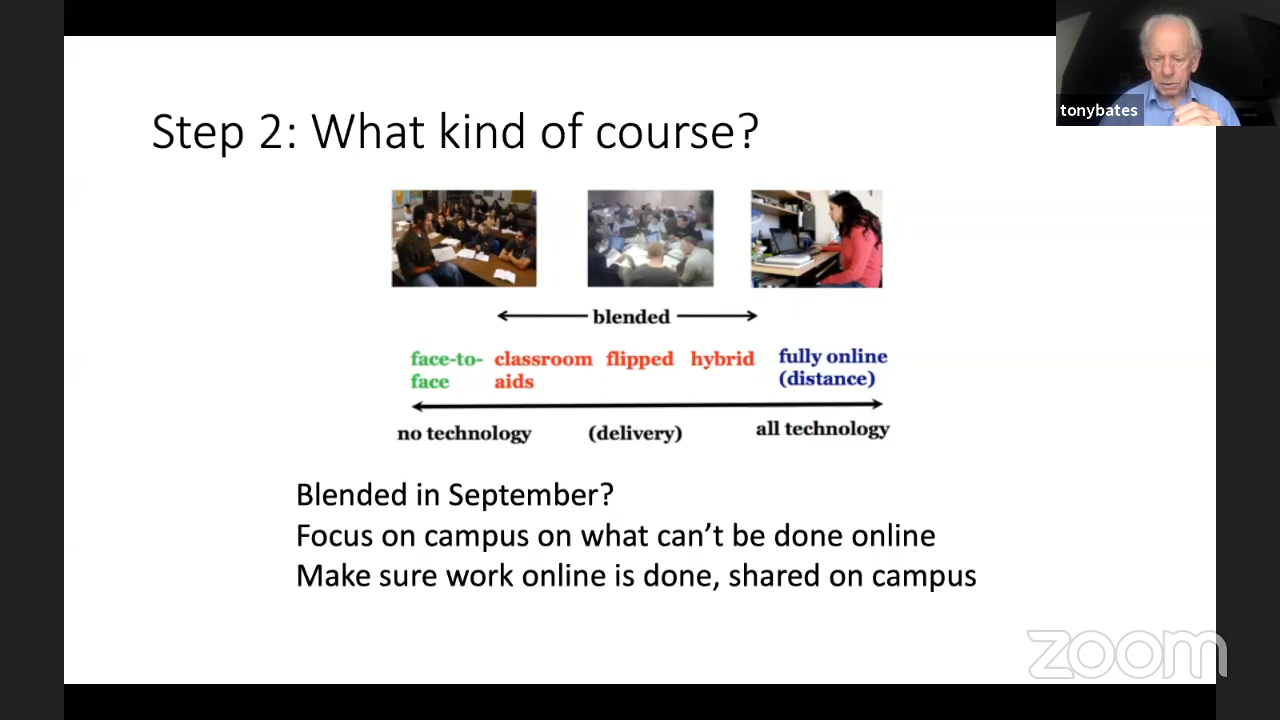 tonybates
Step 2: What kind of course?
blended
face-to- classroom flipped hybrid fully online
face aids (distance)
no technology (delivery) all technology
Blended in September?
Focus on campus on what can’t be done online
Make sure work online is done, shared on campus
zoom